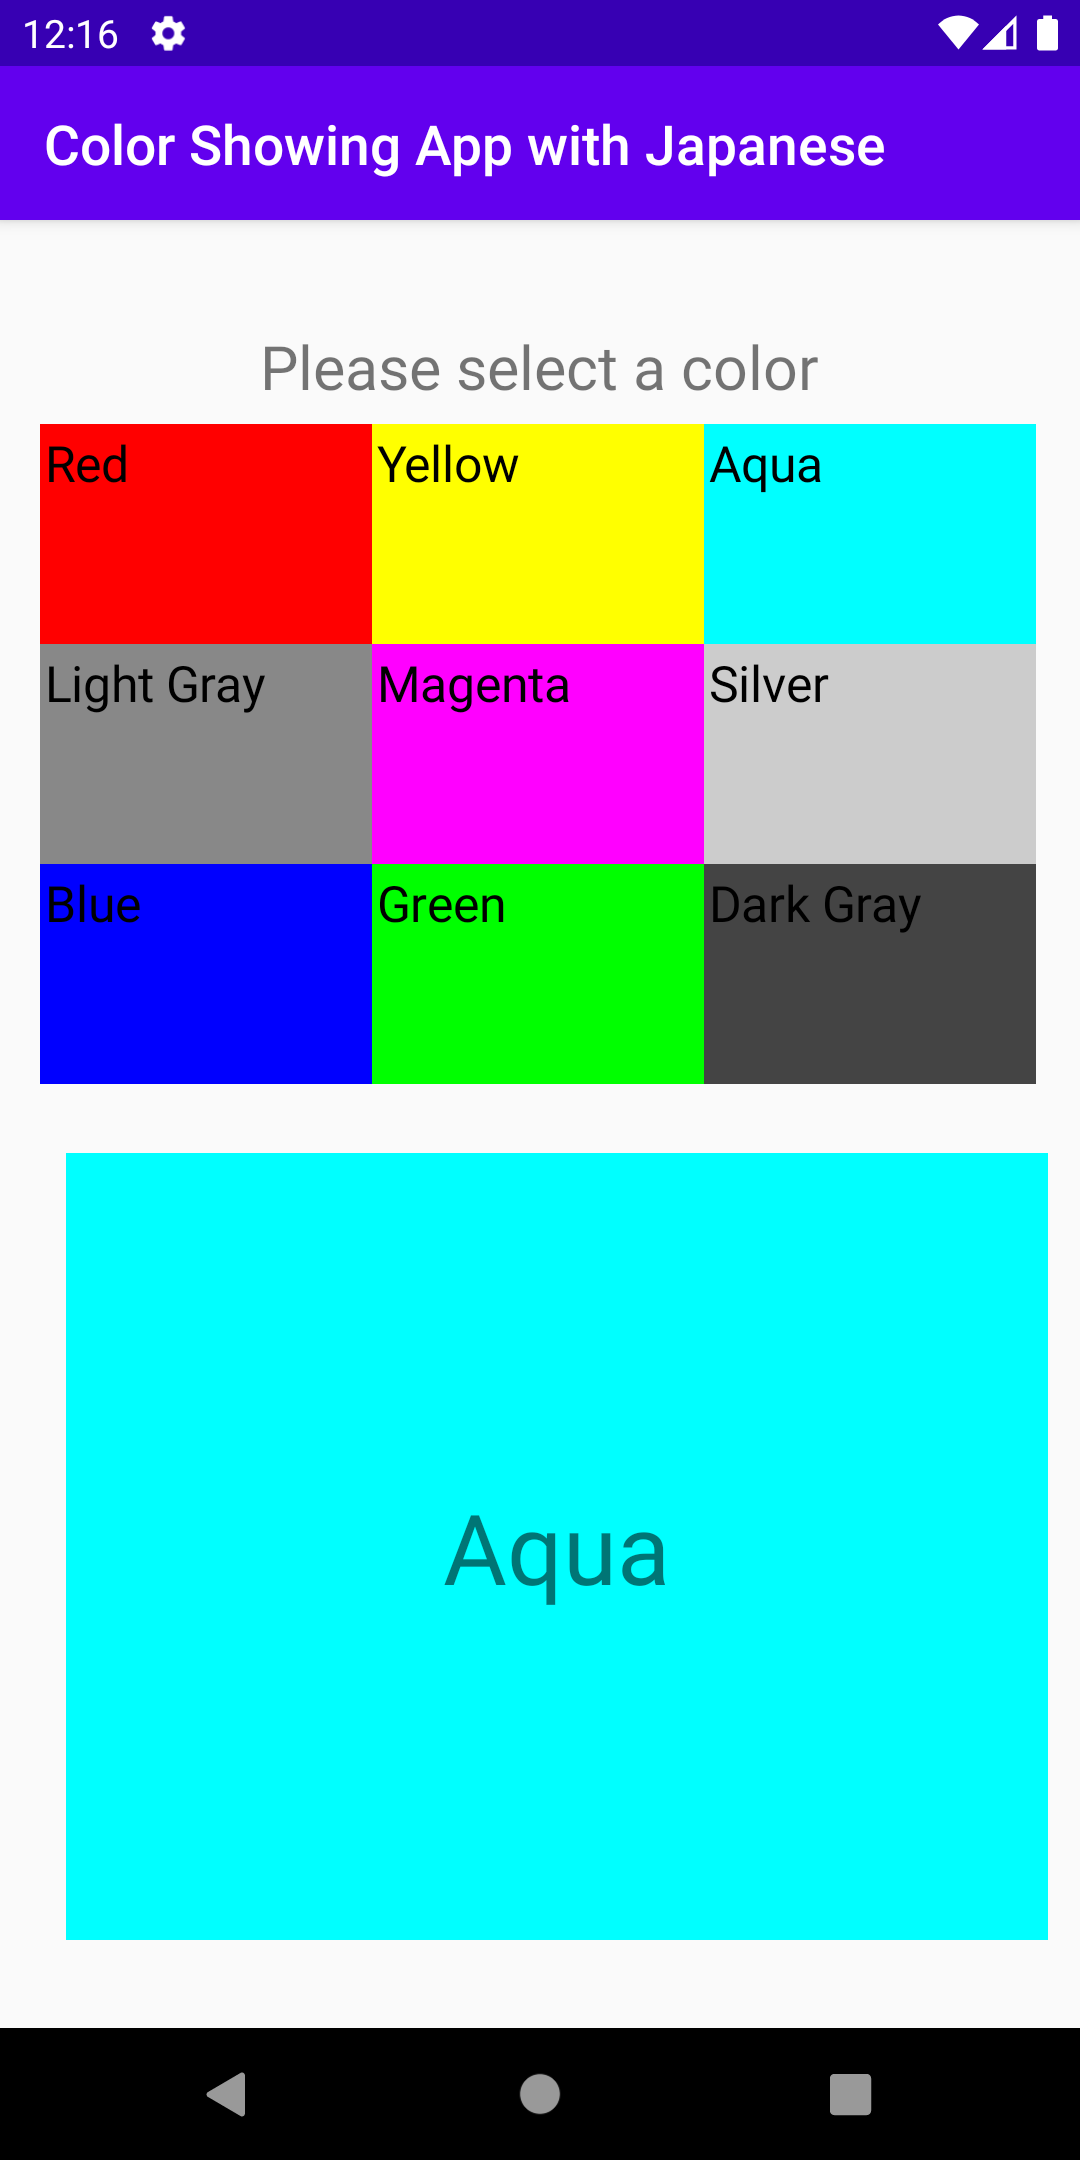 12:16
Color Showing App with Japanese
Please select a color
Red Yellow Aqua
Light Gray Magenta Silver
Blue Green Dark Gray
Aqua